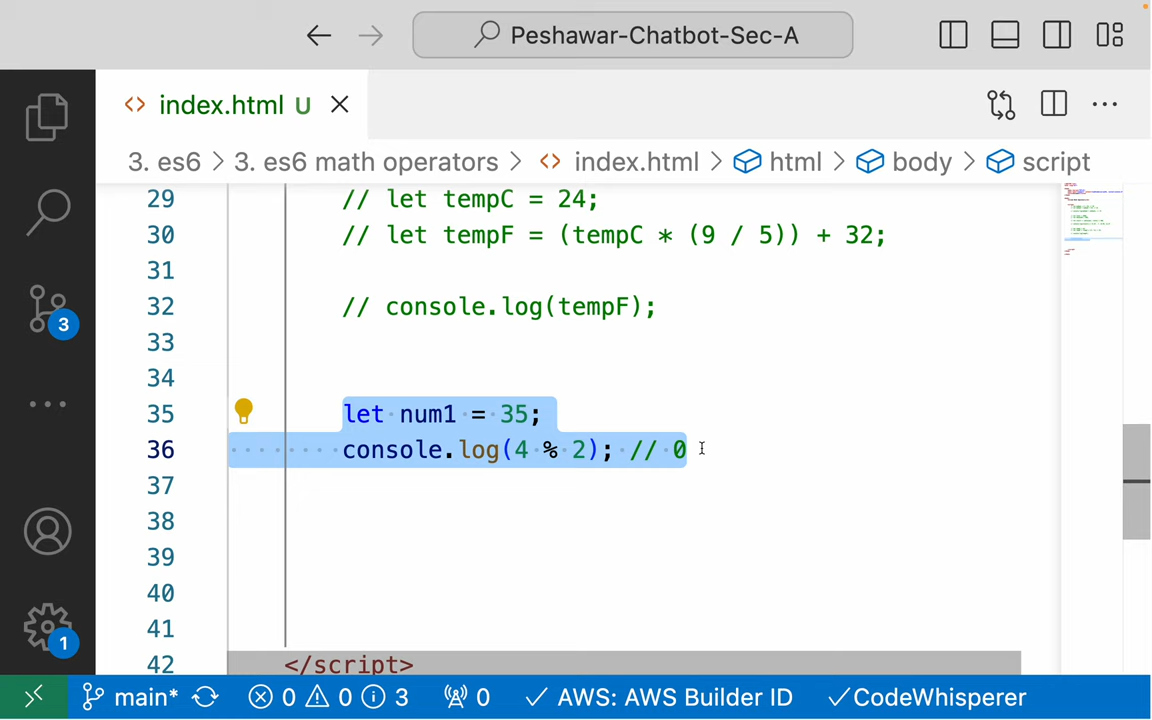 Peshawar-Chatbot-Sec-A
index.html U
3. es6 > 3. es6 math operators > index.html > html > body > script
29 // let tempC = 24;
30 // let tempF = (tempC * (9 / 5)) + 32;
31
32 // console.log(tempF);
33
34
35 let num1 = 35;
36 console.log(4 % 2); // 0
37
38
39
40
41
42 </script>
3
1
main* 0 0 3 0 AWS: AWS Builder ID CodeWhisperer